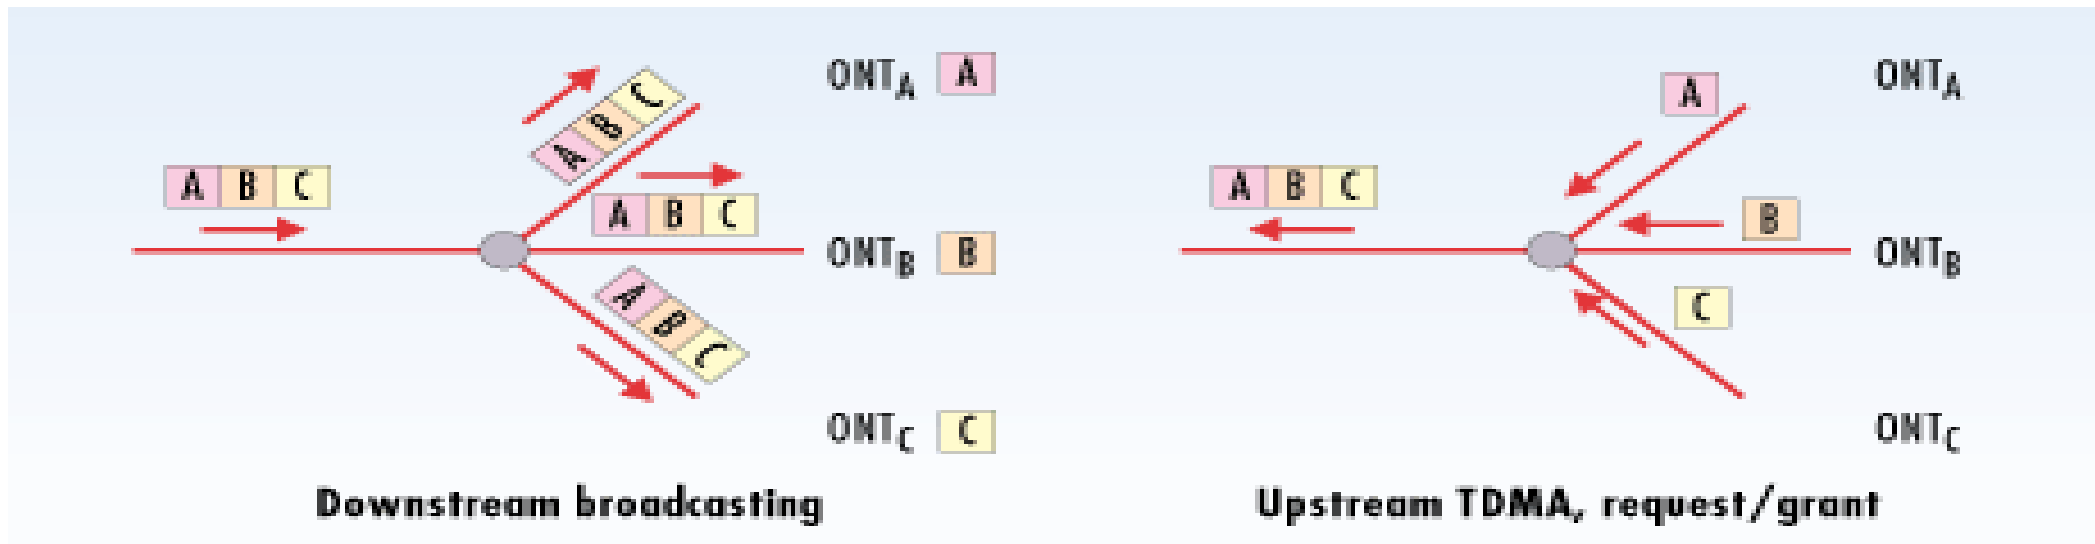 A B C
A B C
A B C
A B C
ONTA A
ONTB B
ONTC C
Downstream broadcasting
A B C
A
B
C
ONTA
ONTB
ONTC
Upstream TDMA, request/grant